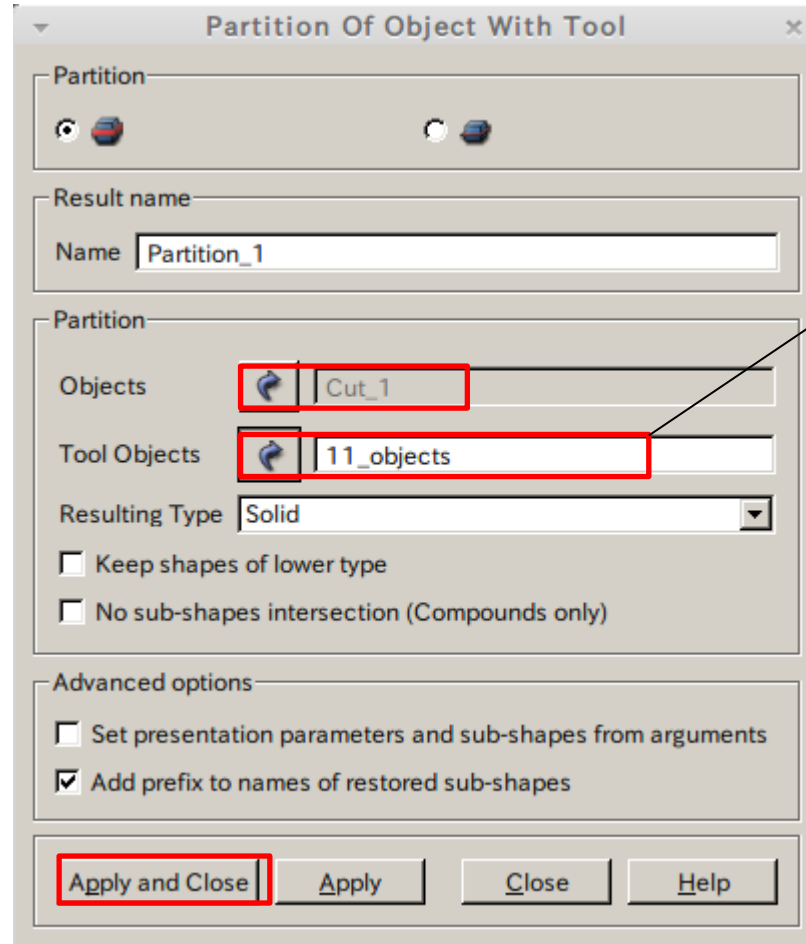 Partition Of Object With Tool
Partition
Result name
Name Partition_1
Partition
Objects Cut_1
Tool Objects 11_objects
Resulting Type Solid
Keep shapes of lower type
No sub-shapes intersection (Compounds only)
Advanced options
Set presentation parameters and sub-shapes from arguments
Add prefix to names of restored sub-shapes
Apply and Close Apply Close Help